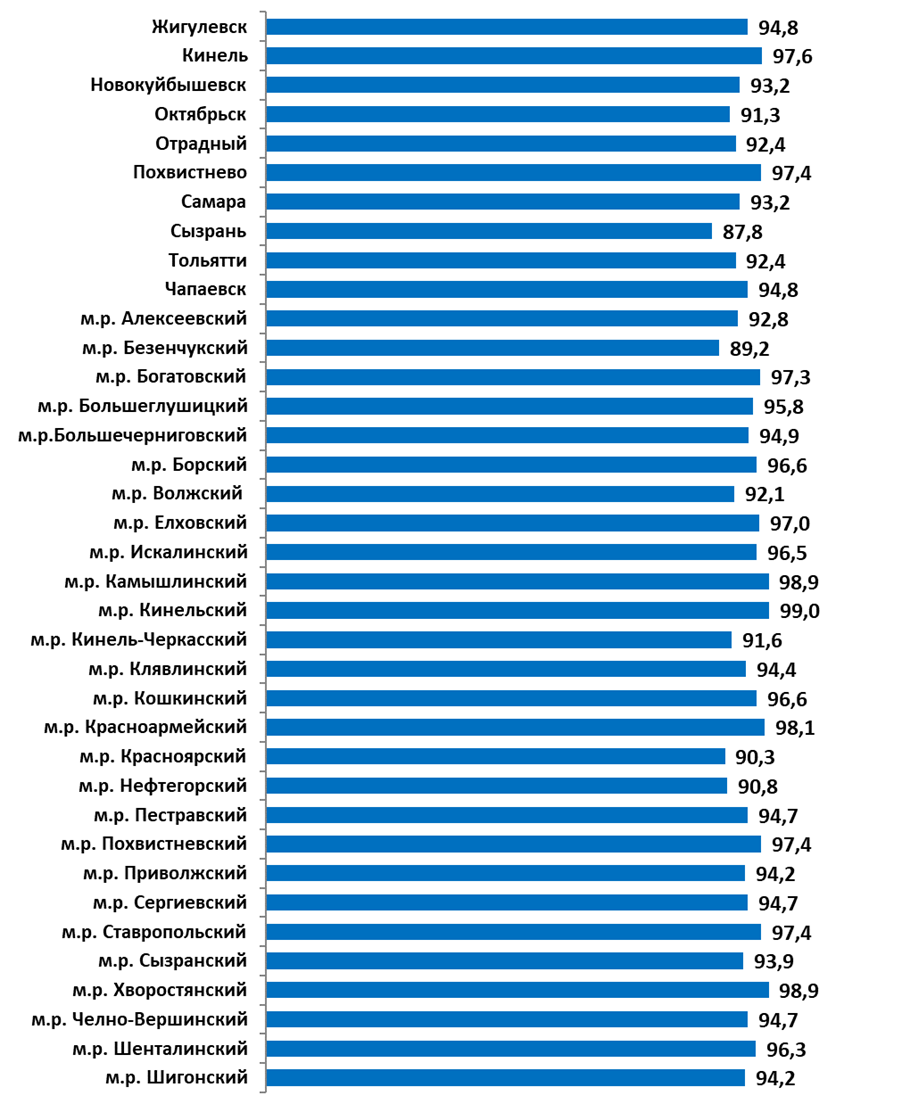 Жигулевск 94,8
Кинель 97,6
Новокуйбышевск 93,2
Октябрьск 91,3
Отрадный 92,4
Похвистнево 97,4
Самара 93,2
Сызрань 87,8
Тольятти 92,4
Чапаевск 94,8
м.р. Алексеевский 92,8
м.р. Безенчукский 89,2
м.р. Богатовский 97,3
м.р. Большеглушицкий 95,8
м.р.Большечерниговский 94,9
м.р. Борский 96,6
м.р. Волжский 92,1
м.р. Елховский 97,0
м.р. Искалинский 96,5
м.р. Камышлинский 98,9
м.р. Кинельский 99,0
м.р. Кинель-Черкасский 91,6
м.р. Клявлинский 94,4
м.р. Кошкинский 96,6
м.р. Красноармейский 98,1
м.р. Красноярский 90,3
м.р. Нефтегорский 90,8
м.р. Пестравский 94,7
м.р. Похвистневский 97,4
м.р. Приволжский 94,2
м.р. Сергиевский 94,7
м.р. Ставропольский 97,4
м.р. Сызранский 93,9
м.р. Хворостянский 98,9
м.р. Челно-Вершинский 94,7
м.р. Шенталинский 96,3
м.р. Шигонский 94,2